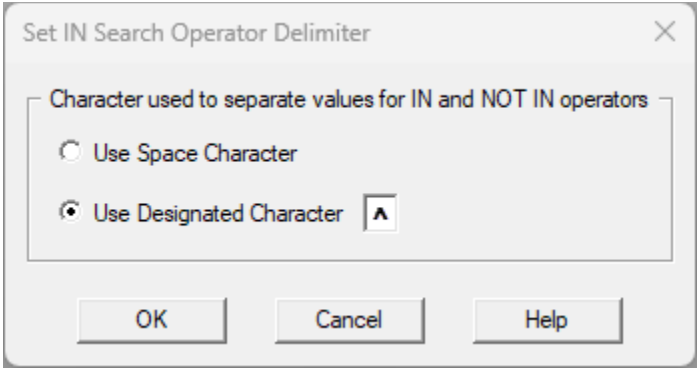 Set IN Search Operator Delimiter
Character used to separate values for IN and NOT IN operators
Use Space Character
Use Designated Character ^
OK Cancel Help